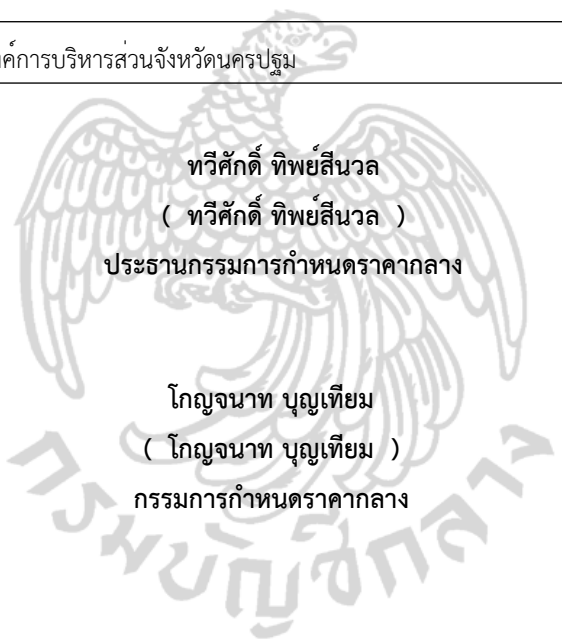 ค์การบริหารส่วนจังหวัดนครปฐม
ทวีศักดิ์ ทิพย์สีนวล
( ทวีศักดิ์ ทิพย์สีนวล )
ประธานกรรมการกำหนดราคากลาง
โกญจนาท บุญเทียม
( โกญจนาท บุญเทียม )
กรรมการกำหนดราคากลาง
กรมบัญชีกลาง